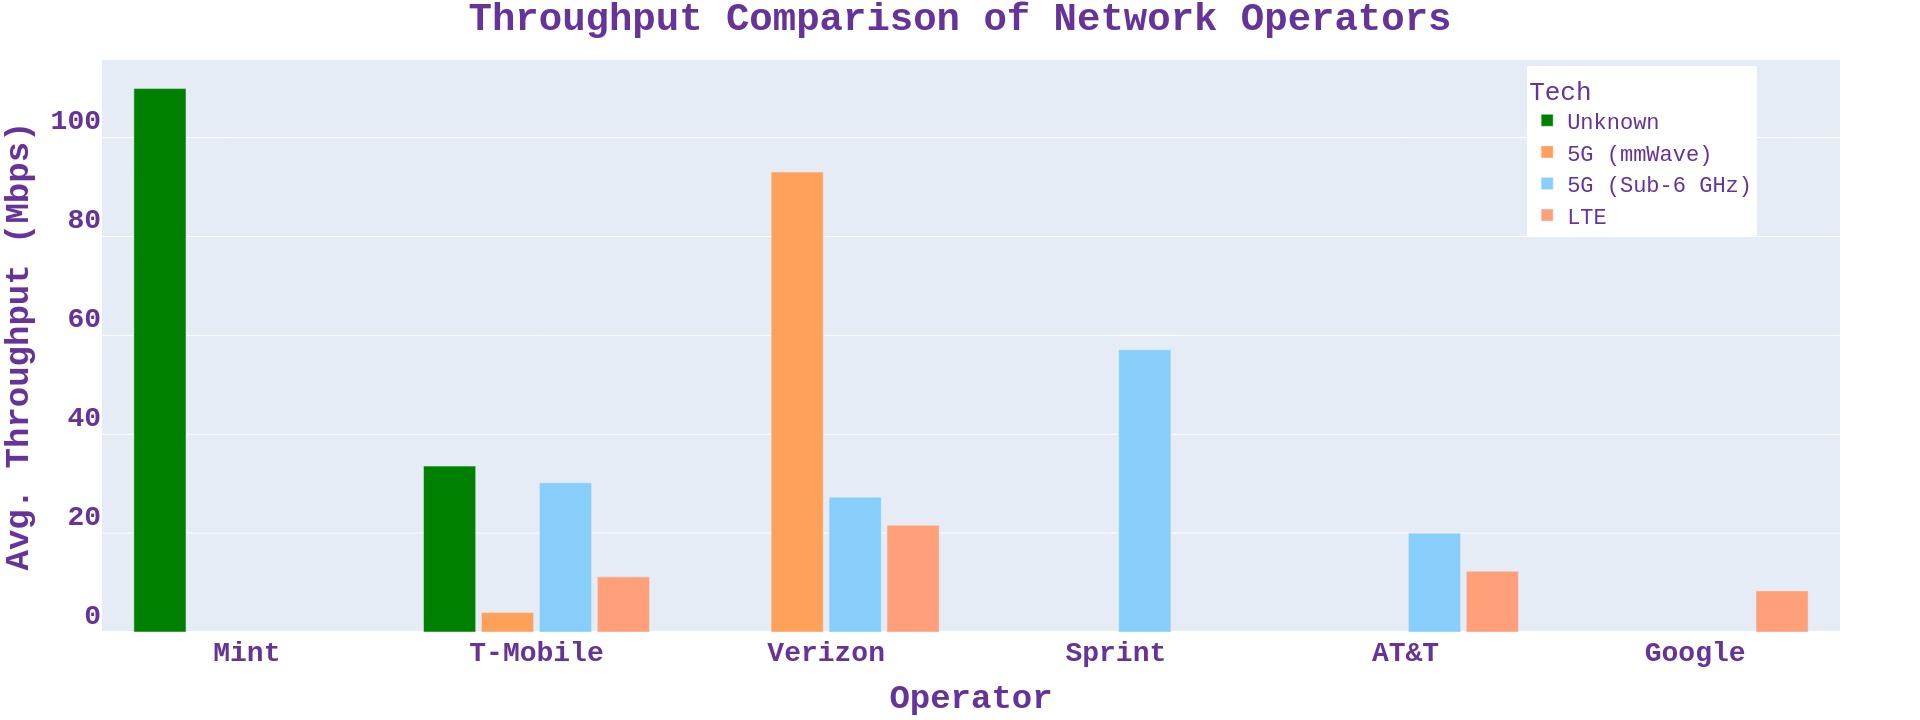 Throughput Comparison of Network Operators
Avg. Throughput (Mbps)
100
80
60
40
20
0
Tech
Unknown
5G (mmWave)
5G (Sub-6 GHz)
LTE
Mint T-Mobile Verizon Sprint AT&T Google
Operator